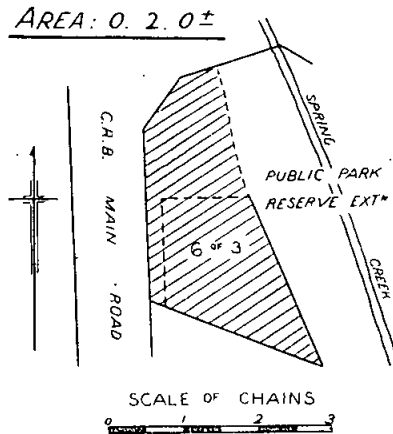 AREA: 0. 2. 0±
C.R.B. MAIN ROAD
SPRING CREEK
PUBLIC PARK
RESERVE EXTN
6 OF 3
SCALE OF CHAINS
0 1 2 3